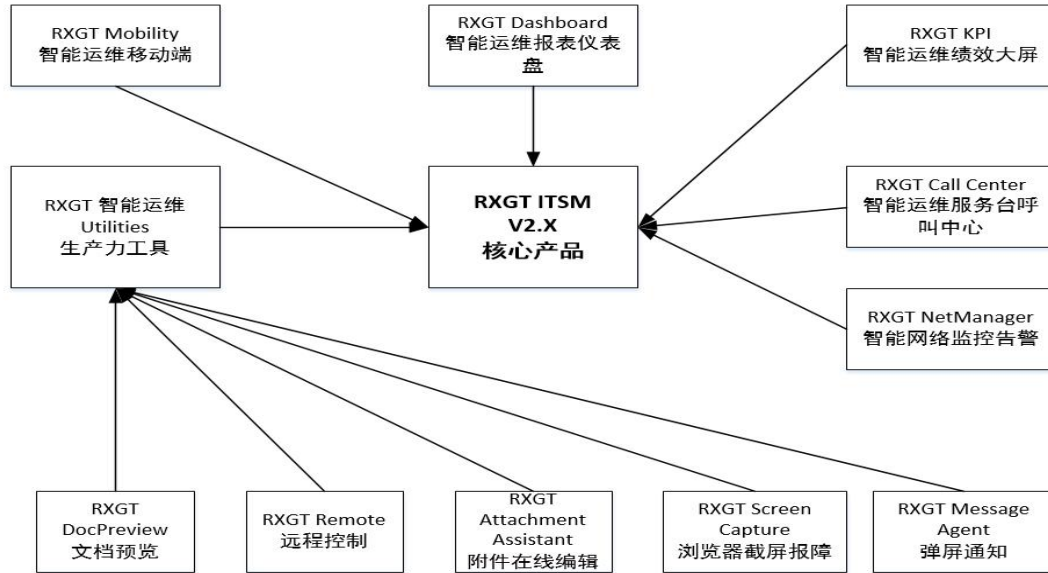 RXGT Mobility
智能运维移动端
RXGT Dashboard
智能运维报表仪表
盘
RXGT KPI
智能运维绩效大屏
RXGT 智能运维
Utilities
生产力工具
RXGT ITSM
V2.X
核心产品
RXGT Call Center
智能运维服务台呼
叫中心
RXGT NetManager
智能网络监控告警
RXGT
DocPreview
文档预览
RXGT Remote
远程控制
RXGT
Attachment
Assistant
附件在线编辑
RXGT Screen
Capture
浏览器截屏报障
RXGT Message
Agent
弹屏通知